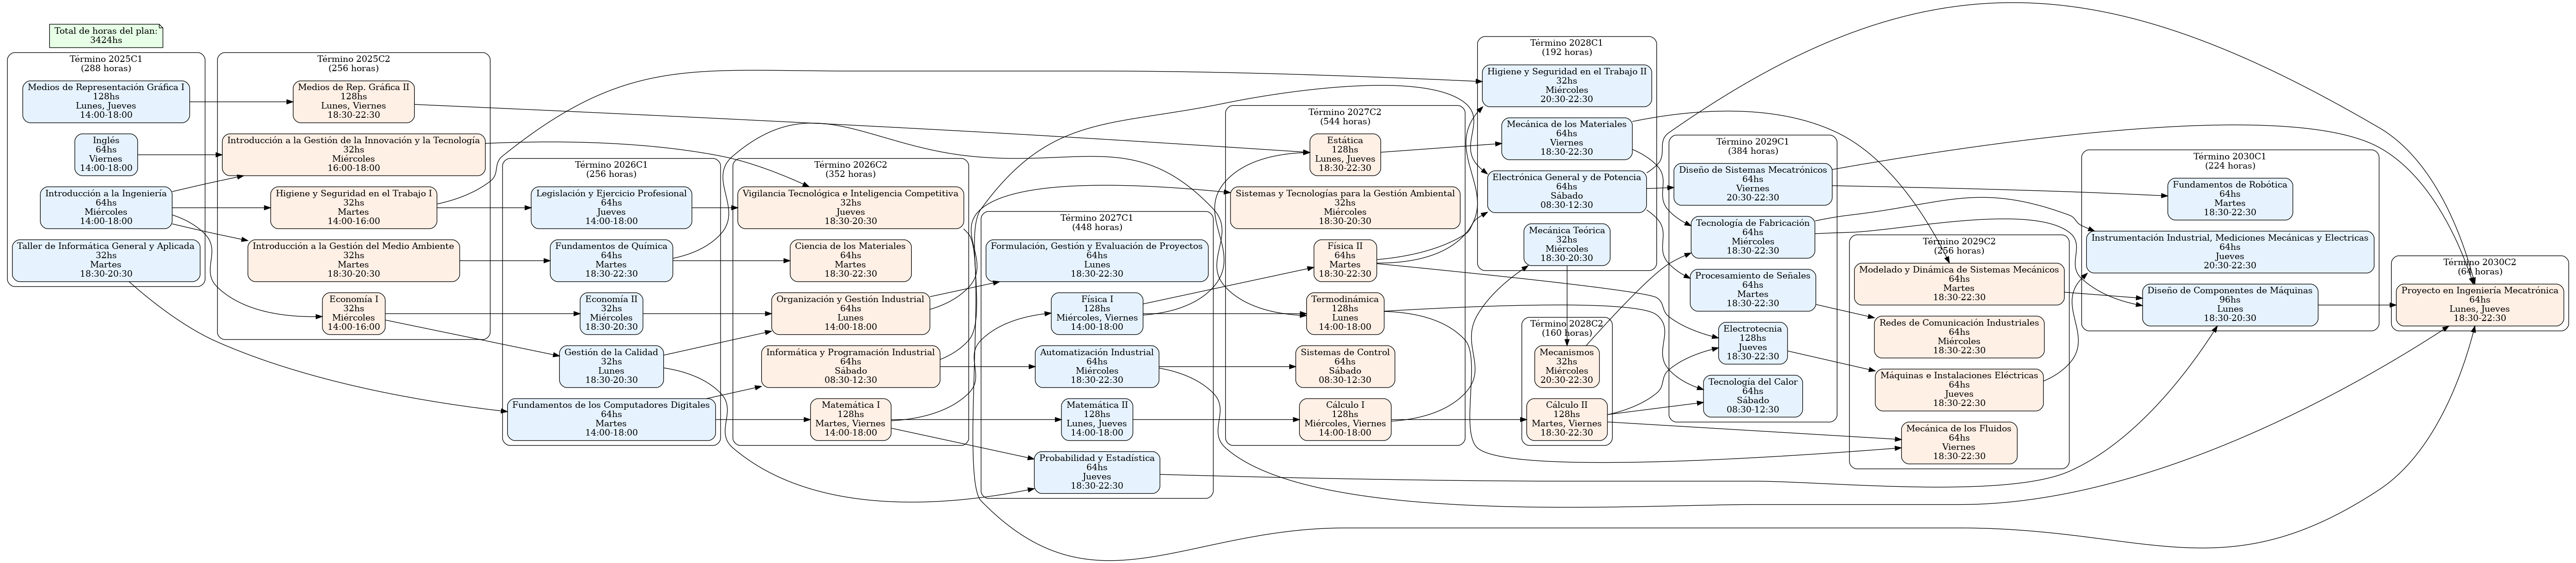 Total de horas del plan:
3424hs
Término 2025C1
(288 horas)
Medios de Representación Gráfica I
128hs
Lunes, Jueves
14:00-18:00
Inglés
64hs
Viernes
14:00-18:00
Introducción a la Ingeniería
64hs
Miércoles
14:00-18:00
Taller de Informática General y Aplicada
32hs
Martes
18:30-20:30
Término 2025C2
(256 horas)
Medios de Rep. Gráfica II
128hs
Lunes, Viernes
18:30-22:30
Introducción a la Gestión de la Innovación y la Tecnología
32hs
Miércoles
16:00-18:00
Higiene y Seguridad en el Trabajo I
32hs
Martes
14:00-16:00
Introducción a la Gestión del Medio Ambiente
32hs
Martes
18:30-20:30
Economía I
32hs
Miércoles
14:00-16:00
Término 2026C1
(256 horas)
Legislación y Ejercicio Profesional
64hs
Jueves
14:00-18:00
Fundamentos de Química
64hs
Martes
18:30-22:30
Economía II
32hs
Miércoles
18:30-20:30
Gestión de la Calidad
32hs
Lunes
18:30-20:30
Fundamentos de los Computadores Digitales
64hs
Martes
14:00-18:00
Término 2026C2
(352 horas)
Vigilancia Tecnológica e Inteligencia Competitiva
32hs
Jueves
18:30-20:30
Ciencia de los Materiales
64hs
Martes
18:30-22:30
Organización y Gestión Industrial
64hs
Lunes
14:00-18:00
Informática y Programación Industrial
64hs
Sábado
08:30-12:30
Matemática I
128hs
Martes, Viernes
14:00-18:00
Término 2027C1
(448 horas)
Formulación, Gestión y Evaluación de Proyectos
64hs
Lunes
18:30-22:30
Física I
128hs
Miércoles, Viernes
14:00-18:00
Automatización Industrial
64hs
Miércoles
18:30-22:30
Matemática II
128hs
Lunes, Jueves
14:00-18:00
Probabilidad y Estadística
64hs
Jueves
18:30-22:30
Término 2027C2
(544 horas)
Estática
128hs
Lunes, Jueves
18:30-22:30
Sistemas y Tecnologías para la Gestión Ambiental
32hs
Miércoles
18:30-20:30
Física II
64hs
Martes
18:30-22:30
Termodinámica
128hs
Lunes
14:00-18:00
Sistemas de Control
64hs
Sábado
08:30-12:30
Cálculo I
128hs
Miércoles, Viernes
14:00-18:00
Término 2028C1
(192 horas)
Higiene y Seguridad en el Trabajo II
32hs
Miércoles
20:30-22:30
Mecánica de los Materiales
64hs
Viernes
18:30-22:30
Electrónica General y de Potencia
64hs
Sábado
08:30-12:30
Mecánica Teórica
32hs
Miércoles
18:30-20:30
Término 2028C2
(160 horas)
Mecanismos
32hs
Miércoles
20:30-22:30
Cálculo II
128hs
Martes, Viernes
18:30-22:30
Término 2029C1
(384 horas)
Diseño de Sistemas Mecatrónicos
64hs
Viernes
20:30-22:30
Tecnología de Fabricación
64hs
Miércoles
18:30-22:30
Procesamiento de Señales
64hs
Martes
18:30-22:30
Electrotecnia
128hs
Jueves
18:30-22:30
Tecnología del Calor
64hs
Sábado
08:30-12:30
Término 2029C2
(256 horas)
Modelado y Dinámica de Sistemas Mecánicos
64hs
Martes
18:30-22:30
Redes de Comunicación Industriales
64hs
Miércoles
18:30-22:30
Máquinas e Instalaciones Eléctricas
64hs
Jueves
18:30-22:30
Mecánica de los Fluidos
64hs
Viernes
18:30-22:30
Término 2030C1
(224 horas)
Fundamentos de Robótica
64hs
Martes
18:30-22:30
Instrumentación Industrial, Mediciones Mecánicas y Electricas
64hs
Jueves
20:30-22:30
Diseño de Componentes de Máquinas
96hs
Lunes
18:30-20:30
Término 2030C2
(64 horas)
Proyecto en Ingeniería Mecatrónica
64hs
Lunes, Jueves
18:30-22:30